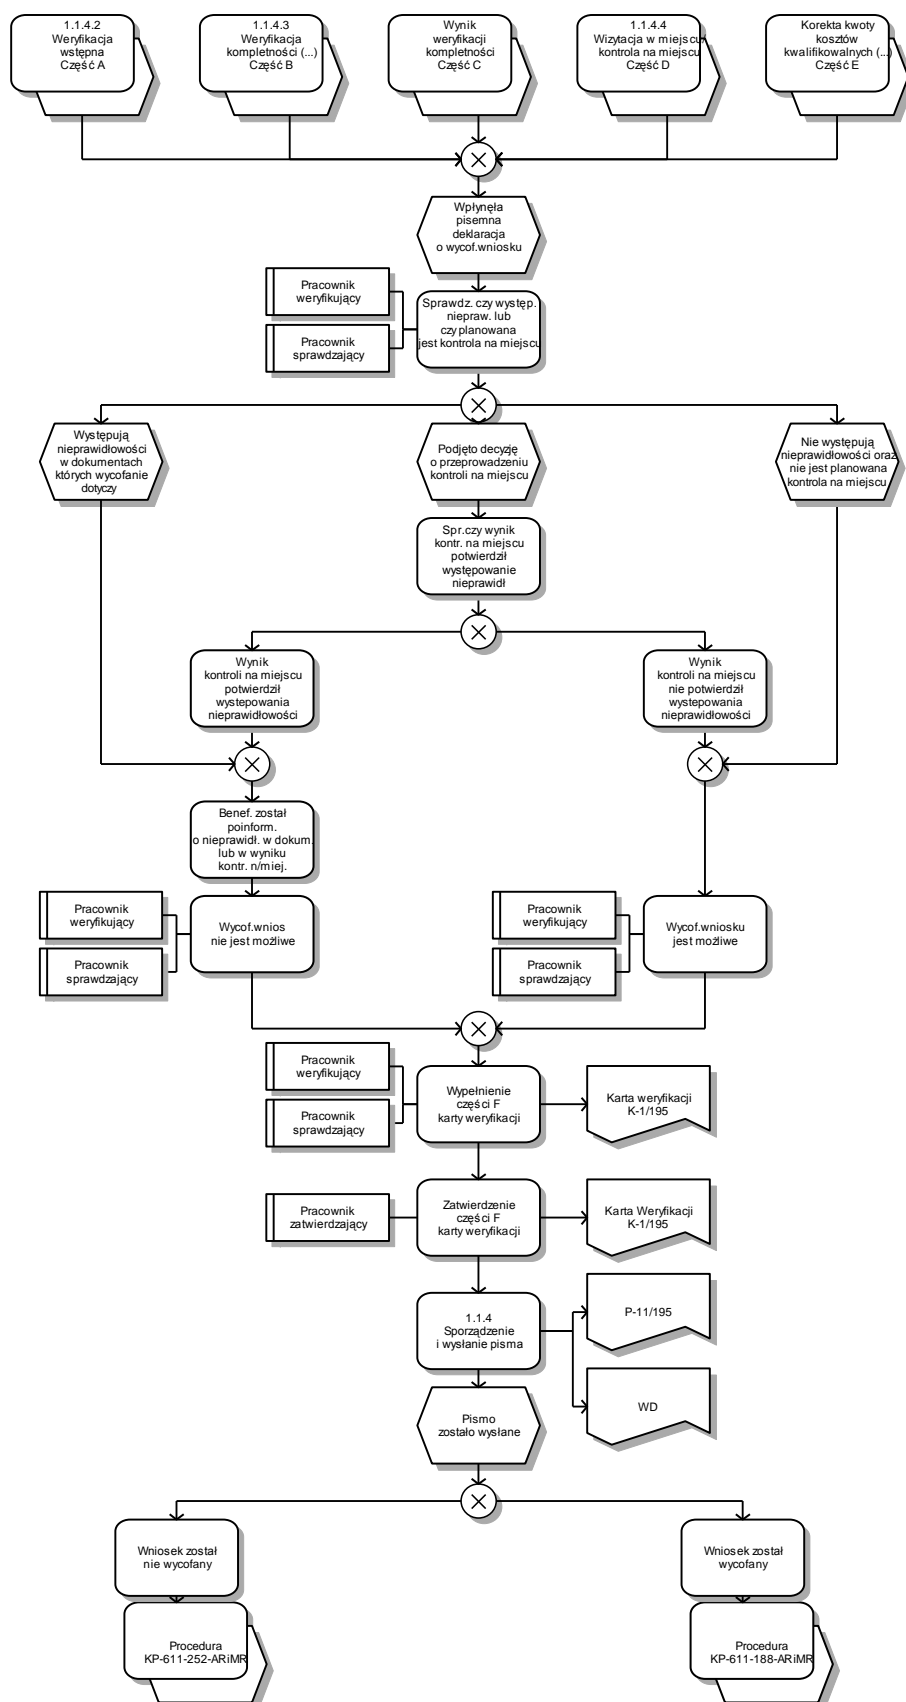 1.1.4.2
Weryfikacja
wstępna
Część A
1.1.4.3
Weryfikacja
kompletności (...)
Część B
Wynik
weryfikacji
kompletności
Część C
1.1.4.4
Wizytacja w miejscu/
kontrola na miejscu
Część D
Korekta kwoty
kosztów
kwalifikowalnych (...)
Część E
Wpłynęła
pisemna
deklaracja
o wycof.wniosku
Pracownik
weryfikujący
Pracownik
sprawdzający
Sprawdz. czy występ.
niepraw. lub
czy planowana
jest kontrola na miejscu
Występują
nieprawidłowości
w dokumentach
których wycofanie
dotyczy
Podjęto decyzję
o przeprowadzeniu
kontroli na miejscu
Nie występują
nieprawidłowości oraz
nie jest planowana
kontrola na miejscu
Spr.czy wynik
kontr. na miejscu
potwierdził
występowanie
nieprawidł
Wynik
kontroli na miejscu
potwierdził
wystepowania
nieprawidłowości
Wynik
kontroli na miejscu
nie potwierdził
wystepowania
nieprawidłowości
Benef. został
poinform.
o nieprawidł. w dokum.
lub w wyniku
kontr. n/miej.
Pracownik
weryfikujący
Pracownik
sprawdzający
Wycof.wnios
nie jest możliwe
Pracownik
weryfikujący
Pracownik
sprawdzający
Wycof.wniosku
jest możliwe
Pracownik
weryfikujący
Pracownik
sprawdzający
Wypełnienie
części F
karty weryfikacji
Karta weryfikacji
K-1/195
Pracownik
zatwierdzający
Zatwierdzenie
części F
karty weryfikacji
Karta Weryfikacji
K-1/195
1.1.4
Sporządzenie
i wysłanie pisma
P-11/195
WD
Pismo
zostało wysłane
Wniosek został
nie wycofany
Wniosek został
wycofany
Procedura
KP-611-252-ARiMR
Procedura
KP-611-188-ARiMR